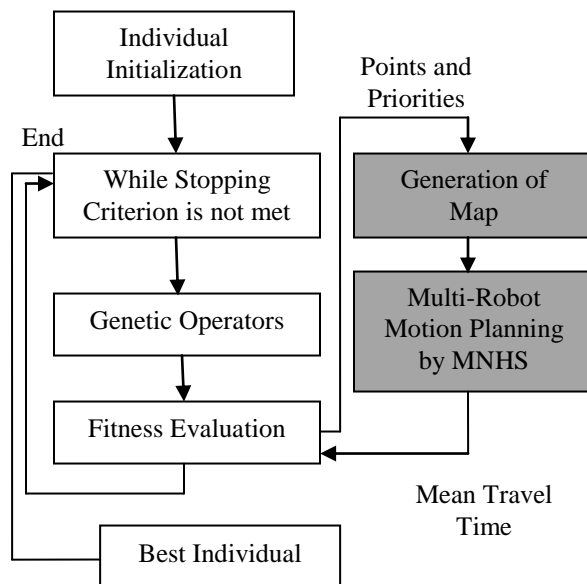 Individual
Initialization
Points and
Priorities
End
While Stopping
Criterion is not met
Generation of
Map
Genetic Operators
Multi-Robot
Motion Planning
by MNHS
Fitness Evaluation
Mean Travel
Time
Best Individual